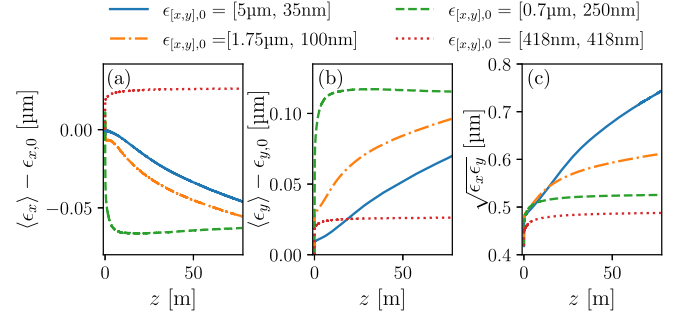 ϵ[x,y],0 = [5μm, 35nm]
ϵ[x,y],0 = [0.7μm, 250nm]
ϵ[x,y],0 =[1.75μm, 100nm]
ϵ[x,y],0 = [418nm, 418nm]
(a)
(b)
(c)
⟨ϵx⟩ − ϵx,0 [μm]
0.00
−0.05
0
50
z [m]
⟨ϵy⟩ − ϵy,0 [μm]
0.10
0.05
0.00
0
50
z [m]
√ϵxϵy [μm]
0.8
0.7
0.6
0.5
0.4
0
50
z [m]